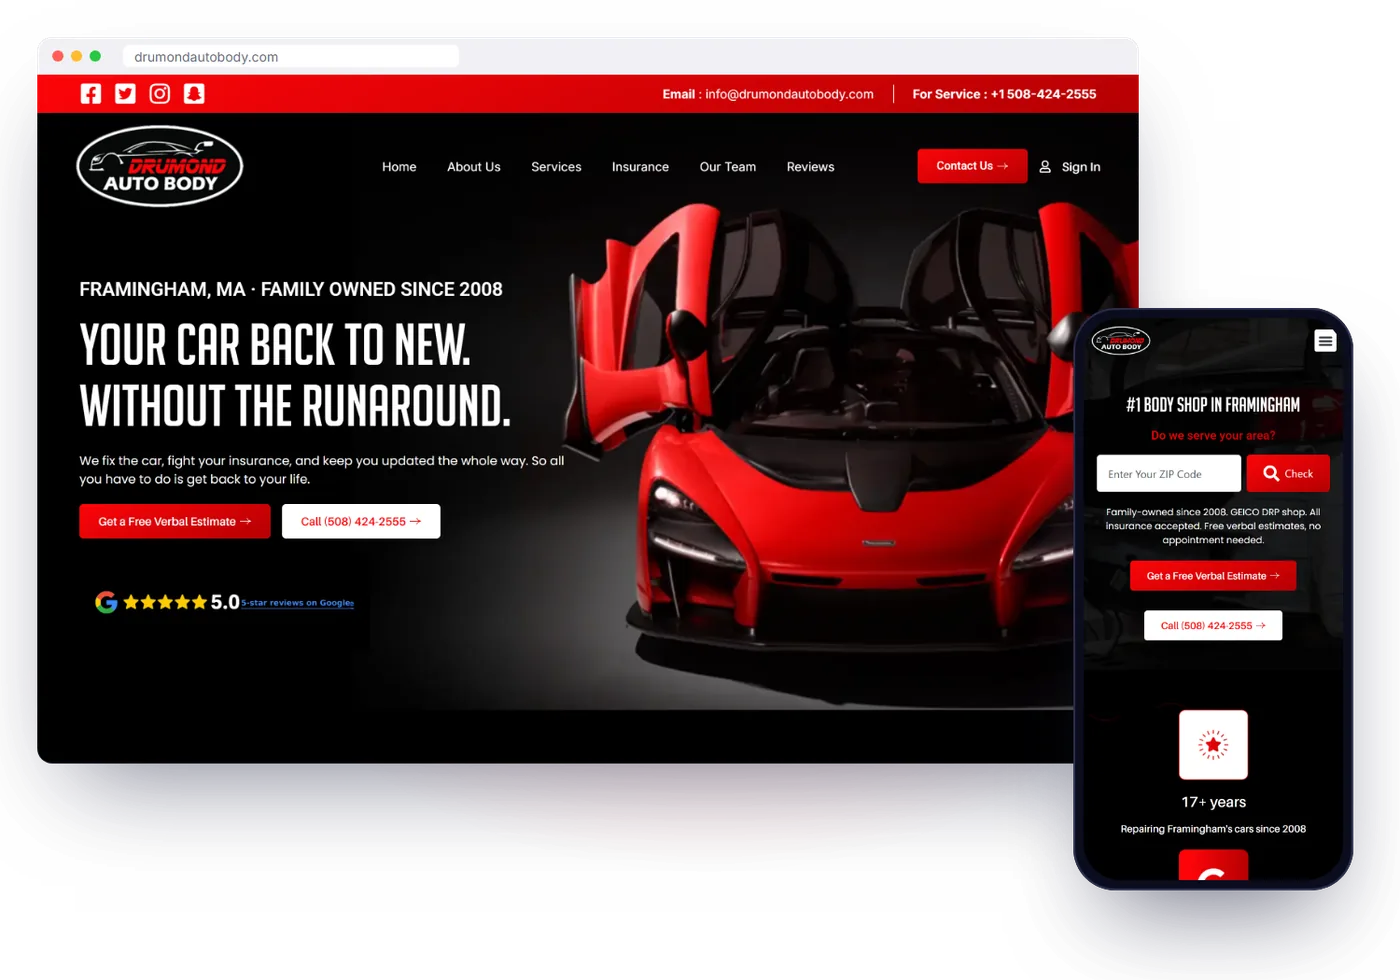 drumondautobody.com
Email : info@drumondautobody.com
For Service : +1 508-424-2555
DRUMOND
AUTO BODY
Home
About Us
Services
Insurance
Our Team
Reviews
Contact Us →
Sign In
FRAMINGHAM, MA · FAMILY OWNED SINCE 2008
YOUR CAR BACK TO NEW.
WITHOUT THE RUNAROUND.
We fix the car, fight your insurance, and keep you updated the whole way. So all
you have to do is get back to your life.
Get a Free Verbal Estimate →
Call (508) 424-2555 →
5.0
5-star reviews on Google
DRUMOND
AUTO BODY
#1 BODY SHOP IN FRAMINGHAM
Do we serve your area?
Enter Your ZIP Code
Check
Family-owned since 2008. GEICO DRP shop. All
insurance accepted. Free verbal estimates, no
appointment needed.
Get a Free Verbal Estimate →
Call (508) 424-2555 →
17+ years
Repairing Framingham's cars since 2008